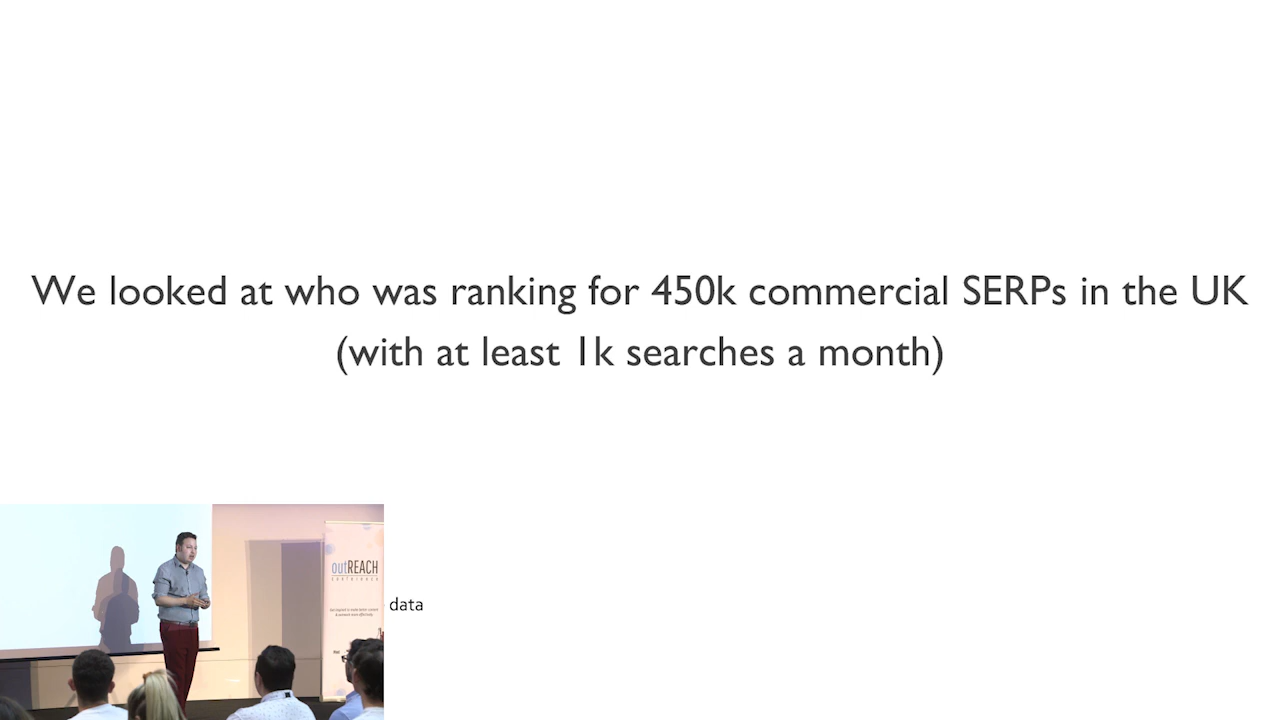 We looked at who was ranking for 450k commercial SERPs in the UK
(with at least 1k searches a month)
data
outREACH
conference